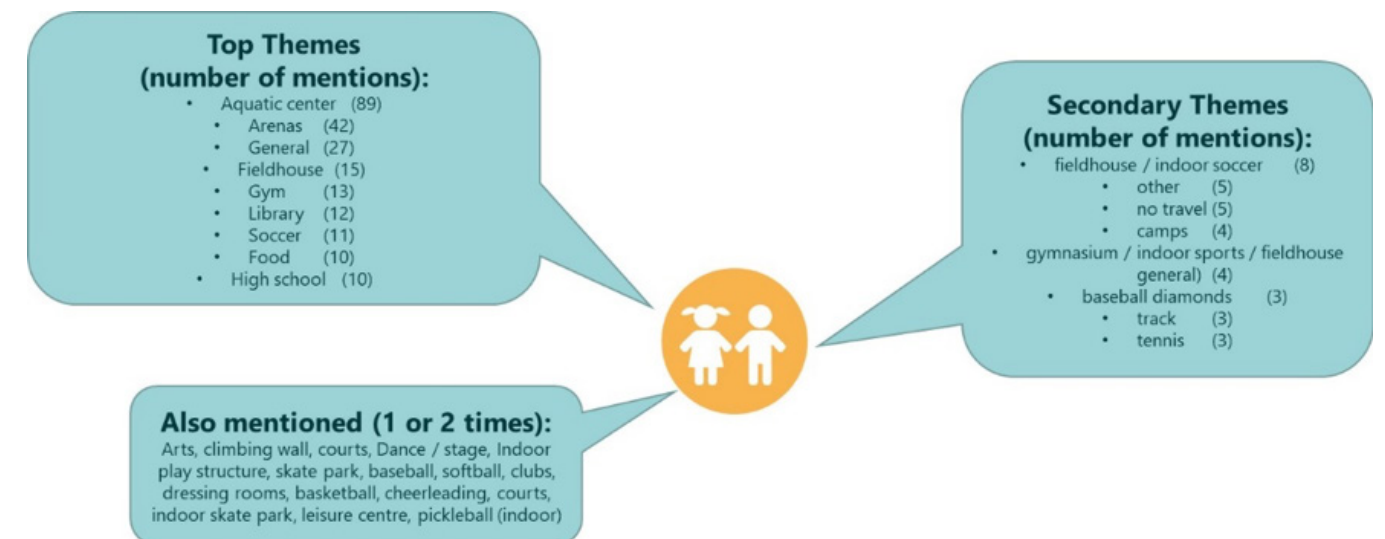 Top Themes
(number of mentions):
• Aquatic center (89)
• Arenas (42)
• General (27)
• Fieldhouse (15)
• Gym (13)
• Library (12)
• Soccer (11)
• Food (10)
• High school (10)
Secondary Themes
(number of mentions):
• fieldhouse / indoor soccer (8)
• other (5)
• no travel (5)
• camps (4)
• gymnasium / indoor sports / fieldhouse
general) (4)
• baseball diamonds (3)
• track (3)
• tennis (3)
Also mentioned (1 or 2 times):
Arts, climbing wall, courts, Dance / stage, Indoor
play structure, skate park, baseball, softball, clubs,
dressing rooms, basketball, cheerleading, courts,
indoor skate park, leisure centre, pickleball (indoor)